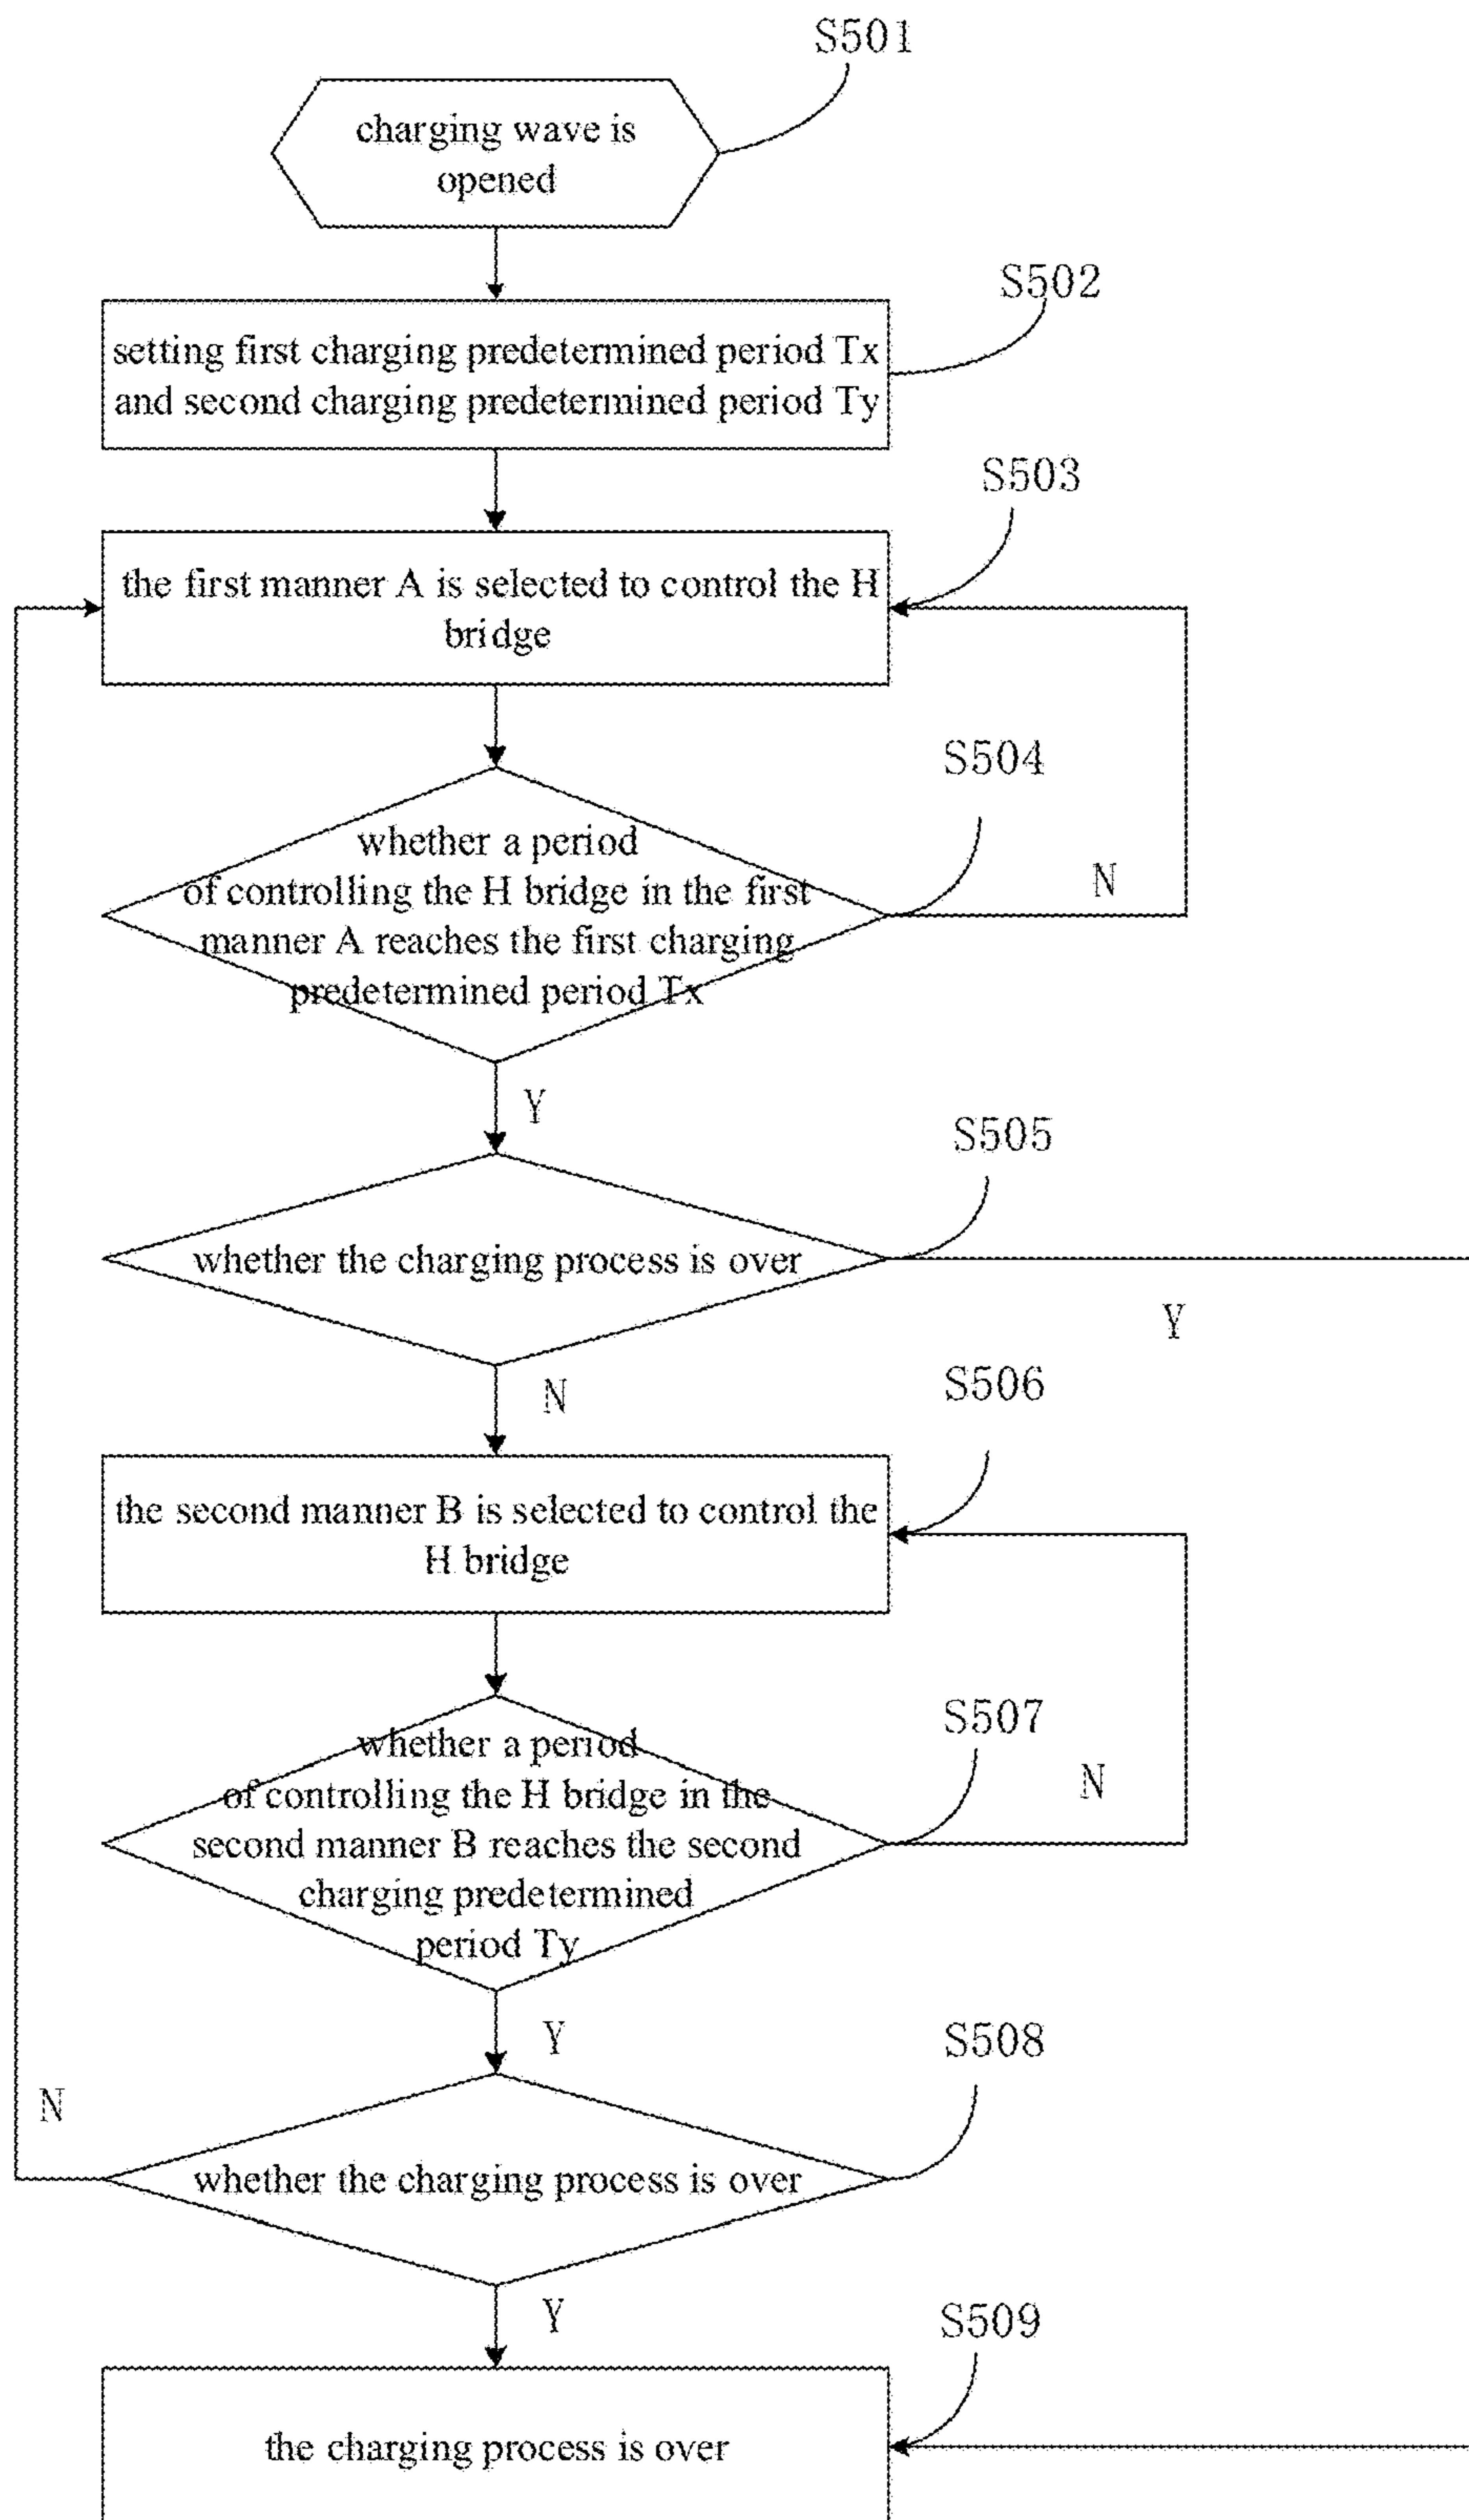 S501
charging wave is
opened
S502
setting first charging predetermined period Tx
and second charging predetermined period Ty
S503
the first manner A is selected to control the H
bridge
S504
whether a period
of controlling the H bridge in the first
manner A reaches the first charging
predetermined period Tx
N
Y
S505
whether the charging process is over
Y
N
S506
the second manner B is selected to control the
H bridge
S507
whether a period
of controlling the H bridge in the
second manner B reaches the second
charging predetermined
period Ty
N
Y
S508
N
whether the charging process is over
Y
S509
the charging process is over